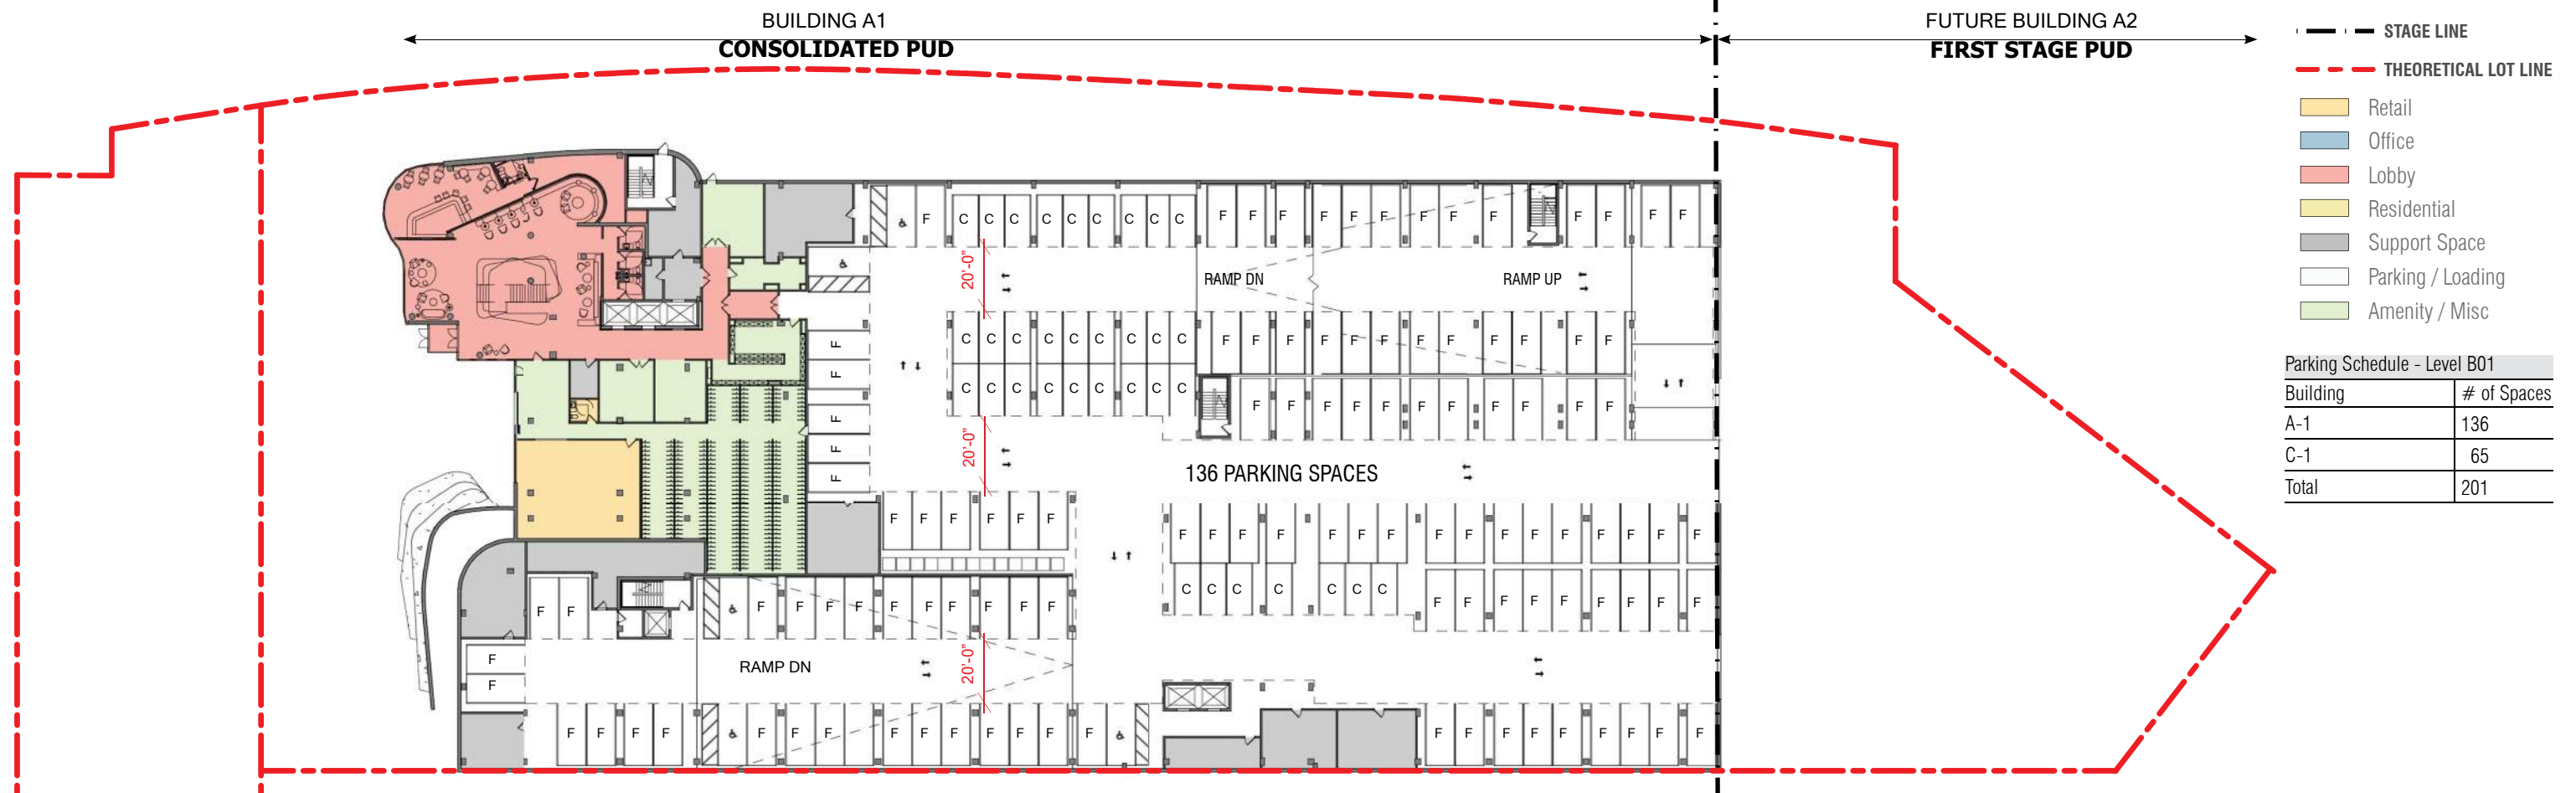 BUILDING A1
CONSOLIDATED PUD
FUTURE BUILDING A2
FIRST STAGE PUD
STAGE LINE
THEORETICAL LOT LINE
Retail
Office
Lobby
Residential
Support Space
Parking / Loading
Amenity / Misc
Parking Schedule - Level B01
Building # of Spaces
A-1 136
C-1 65
Total 201
F C C C C C C C C C F F F F F F F F F F F F F
20'-0" RAMP DN RAMP UP
F C C C C C C C C C F F F F F F F F F F F F
F C C C C C C C C C
F F F F F F F F F F F F
F
20'-0" 136 PARKING SPACES
F
F
F F F F F F F F F F F F F F F F F F F F F F
C C C C C C C F F F F F F F F F
F F F F F F F F F F F F
F
F
RAMP DN 20'-0"
F F F F F F F F F F F F F F F F F F F F F F F